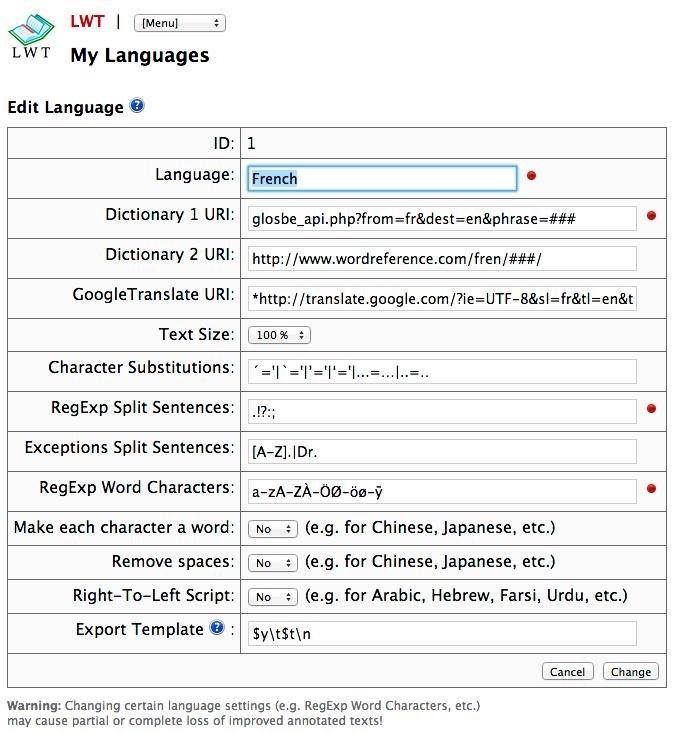 LWT | [Menu]
LWT
My Languages
Edit Language ?
ID: 1
Language: French
Dictionary 1 URI: glosbe_api.php?from=fr&dest=en&phrase=###
Dictionary 2 URI: http://www.wordreference.com/fren/###/
GoogleTranslate URI: *http://translate.google.com/?ie=UTF-8&sl=fr&tl=en&t
Text Size: 100 %
Character Substitutions: ´='|`='|’='|‘='|...=…|..=‥
RegExp Split Sentences: .!?:;
Exceptions Split Sentences: [A-Z].|Dr.
RegExp Word Characters: a-zA-ZÀ-ÖØ-öø-ȳ
Make each character a word: No (e.g. for Chinese, Japanese, etc.)
Remove spaces: No (e.g. for Chinese, Japanese, etc.)
Right-To-Left Script: No (e.g. for Arabic, Hebrew, Farsi, Urdu, etc.)
Export Template ? : $y\t$t\n
Cancel Change
Warning: Changing certain language settings (e.g. RegExp Word Characters, etc.)
may cause partial or complete loss of improved annotated texts!